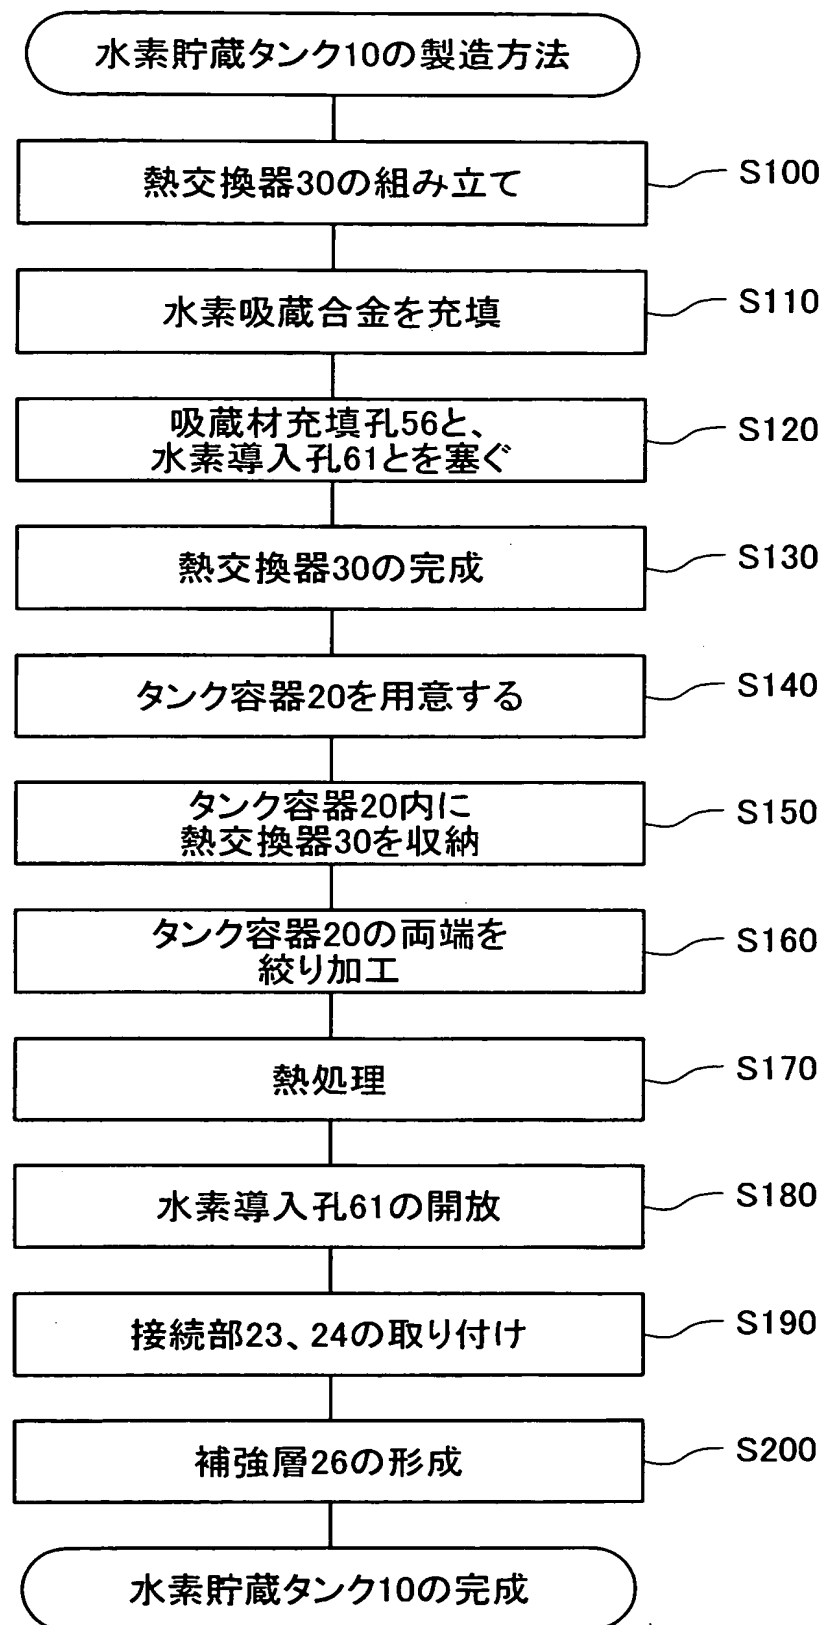 水素貯蔵タンク10の製造方法
熱交換器30の組み立て
S100
水素吸蔵合金を充填
S110
吸蔵材充填孔56と、
水素導入孔61とを塞ぐ
S120
熱交換器30の完成
S130
タンク容器20を用意する
S140
タンク容器20内に
熱交換器30を収納
S150
タンク容器20の両端を
絞り加工
S160
熱処理
S170
水素導入孔61の開放
S180
接続部23、24の取り付け
S190
補強層26の形成
S200
水素貯蔵タンク10の完成